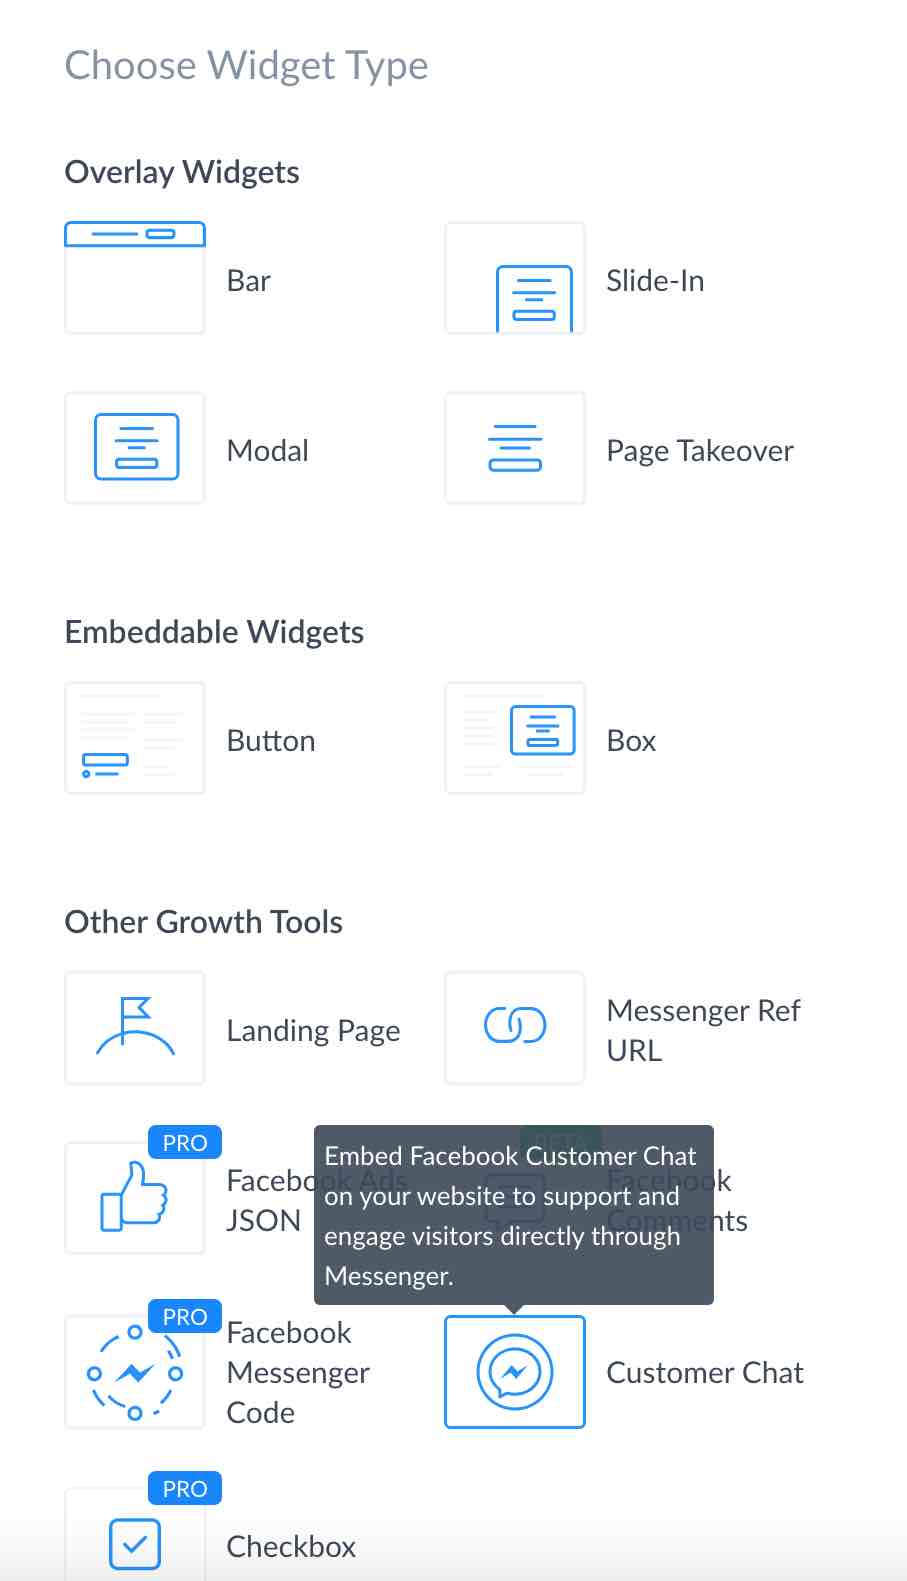 Choose Widget Type
Overlay Widgets
Bar
Slide-In
Modal
Page Takeover
Embeddable Widgets
Button
Box
Other Growth Tools
Landing Page
Messenger Ref
URL
PRO
Facebook Ads
JSON
BETA
Facebook
Comments
Embed Facebook Customer Chat
on your website to support and
engage visitors directly through
Messenger.
PRO
Facebook
Messenger
Code
Customer Chat
PRO
Checkbox